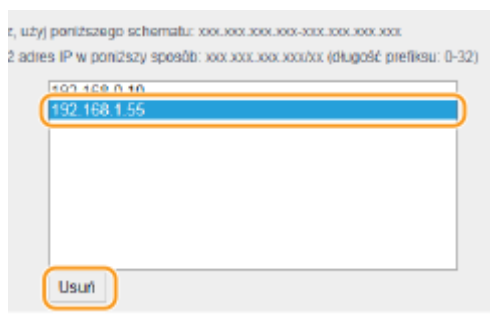 z, użyj poniższego schematu: xxx.xxx.xxx.xxx-xxx.xxx.xxx.xxx
ź adres IP w poniższy sposób: xxx.xxx.xxx.xxx/xx (długość prefiksu: 0-32)
192.168.0.10
192.168.1.55
Usuń